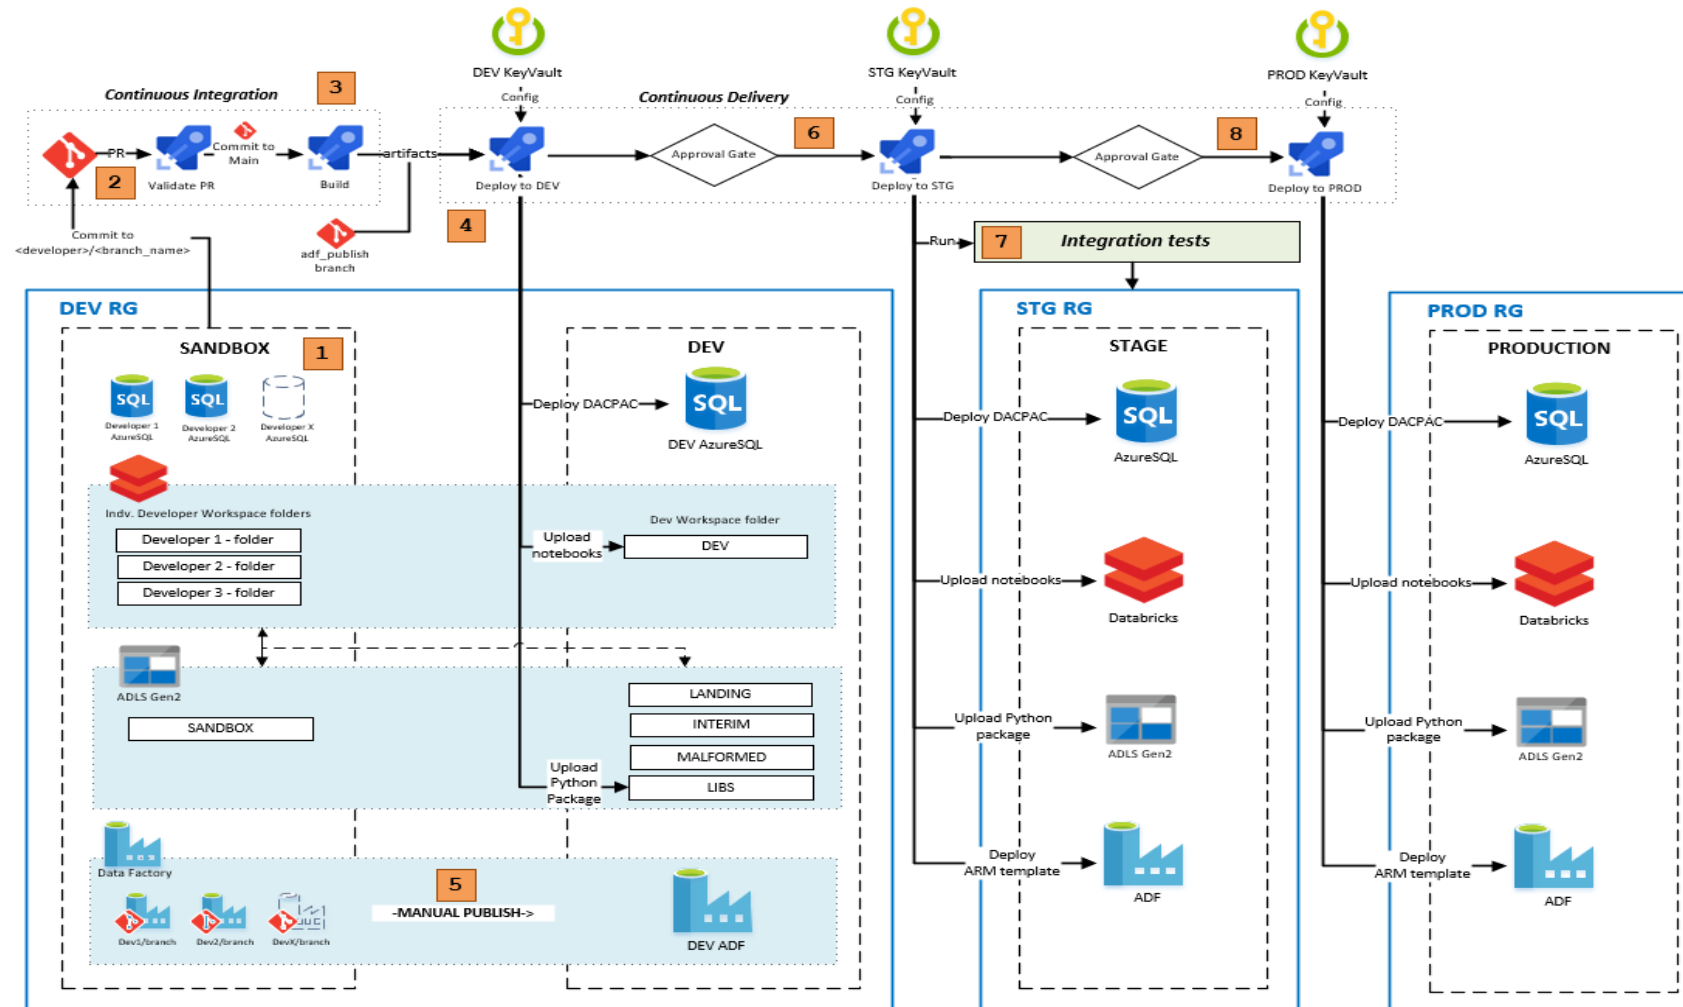 DEV KeyVault
STG KeyVault
PROD KeyVault
Config
Config
Config
Continuous Integration
3
Continuous Delivery
PR
2
Validate PR
Commit to
Main
Build
artifacts
Deploy to DEV
Approval Gate
6
Deploy to STG
Approval Gate
8
Deploy to PROD
Commit to
<developer>/<branch_name>
adf_publish
branch
4
Run
7
Integration tests
DEV RG
SANDBOX
1
SQL
SQL
Developer 1
AzureSQL
Developer 2
AzureSQL
Developer X
AzureSQL
Indv. Developer Workspace folders
Developer 1 - folder
Developer 2 - folder
Developer 3 - folder
ADLS Gen2
SANDBOX
Data Factory
Dev1/branch
Dev2/branch
DevX/branch
5
-MANUAL PUBLISH->
DEV
Deploy DACPAC
SQL
DEV AzureSQL
Dev Workspace folder
Upload
notebooks
DEV
LANDING
INTERIM
MALFORMED
LIBS
Upload
Python
Package
DEV ADF
STG RG
STAGE
Deploy DACPAC
SQL
AzureSQL
Upload notebooks
Databricks
Upload Python
package
ADLS Gen2
Deploy
ARM template
ADF
PROD RG
PRODUCTION
Deploy DACPAC
SQL
AzureSQL
Upload notebooks
Databricks
Upload Python
package
ADLS Gen2
Deploy
ARM template
ADF